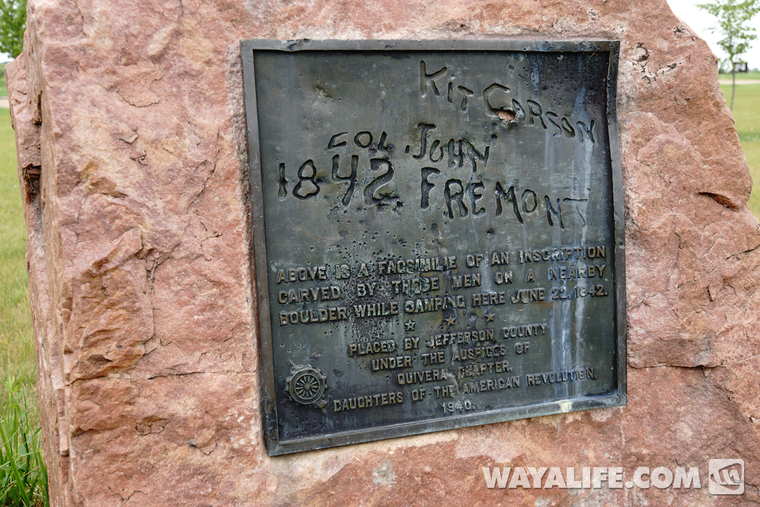 Kit Carson
COL. JOHN
1842 FREMONT
ABOVE IS A FACSIMILIE OF AN INSCRIPTION
CARVED BY THESE MEN ON A NEARBY
BOULDER WHILE CAMPING HERE JUNE 22, 1842.
PLACED BY JEFFERSON COUNTY
UNDER THE AUSPICES OF
QUIVERA CHAPTER,
DAUGHTERS OF THE AMERICAN REVOLUTION,
1940.
WAYALIFE.COM